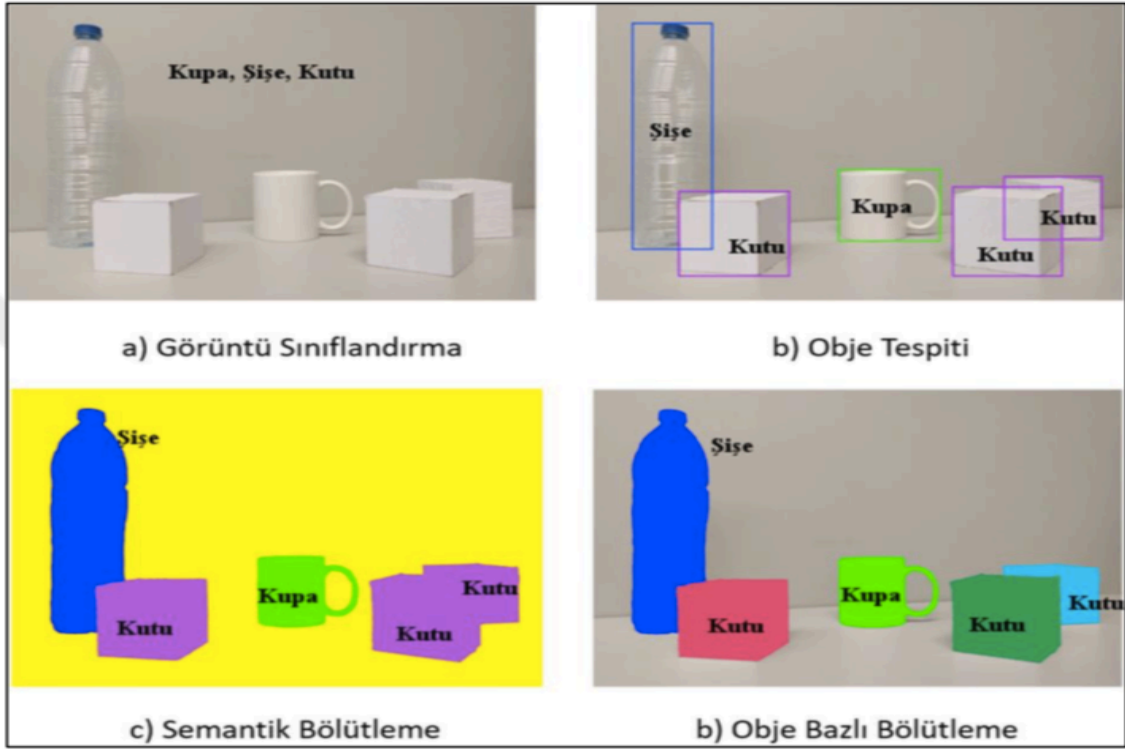 Kupa, Şişe, Kutu
Şişe
Kupa
Kutu
Kutu
Kutu
a) Görüntü Sınıflandırma
b) Obje Tespiti
Şişe
Kupa
Kutu
Kutu
Kutu
Şişe
Kupa
Kutu
Kutu
Kutu
c) Semantik Bölütleme
b) Obje Bazlı Bölütleme